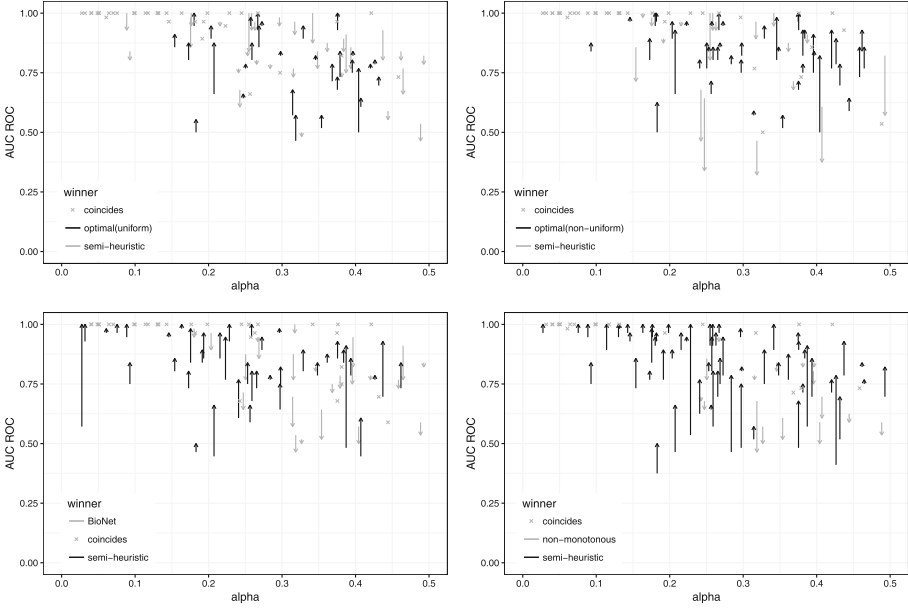 1.00
0.75
0.50
0.25
0.00
AUC ROC
winner
coincides
optimal(uniform)
semi−heuristic
0.0 0.1 0.2 0.3 0.4 0.5
alpha
1.00
0.75
0.50
0.25
0.00
AUC ROC
winner
coincides
optimal(non−uniform)
semi−heuristic
0.0 0.1 0.2 0.3 0.4 0.5
alpha
1.00
0.75
0.50
0.25
0.00
AUC ROC
winner
BioNet
coincides
semi−heuristic
0.0 0.1 0.2 0.3 0.4 0.5
alpha
1.00
0.75
0.50
0.25
0.00
AUC ROC
winner
coincides
non−monotonous
semi−heuristic
0.0 0.1 0.2 0.3 0.4 0.5
alpha